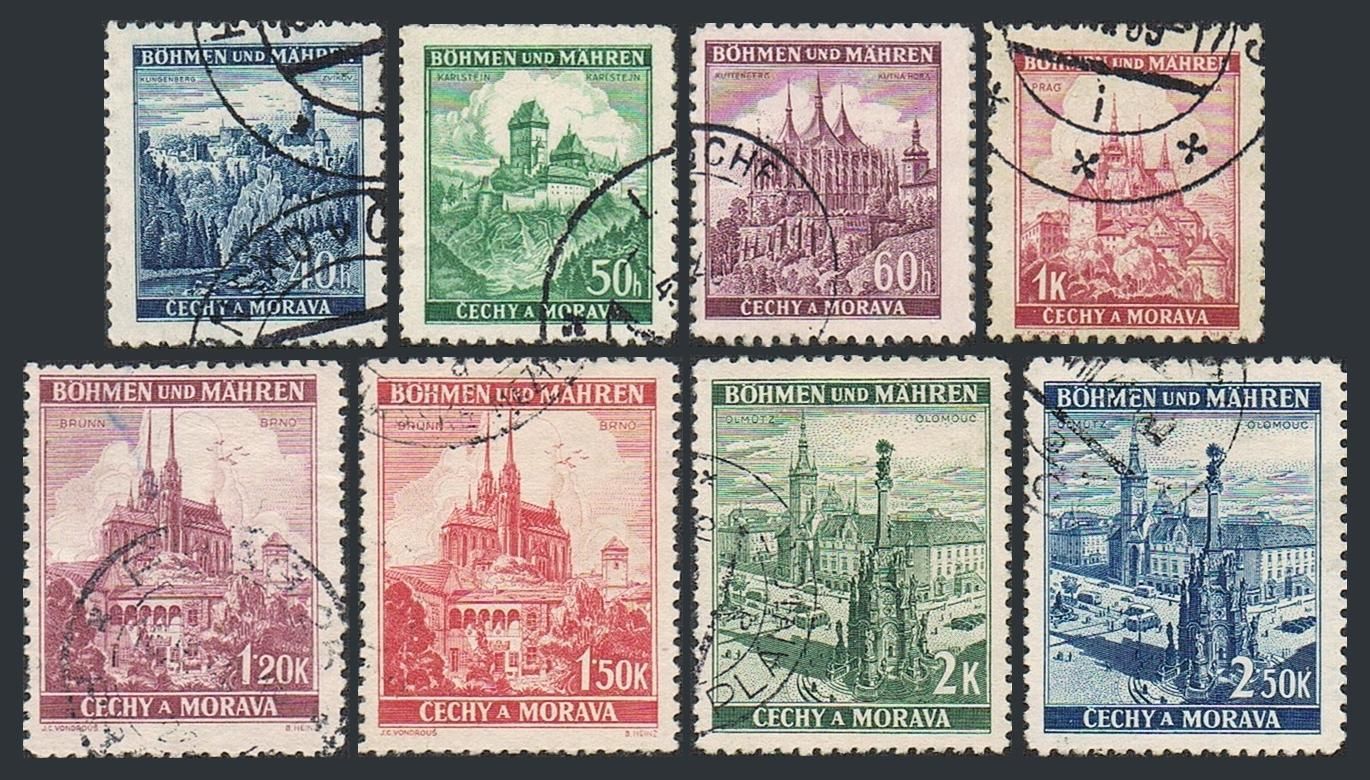 BÖHMEN UND MÄHREN
KLINGENBERG ZVÍKOV
40h
ČECHY A MORAVA
BÖHMEN UND MÄHREN
KARLSTEIN KARLŠTEJN
50h
ČECHY A MORAVA
BÖHMEN UND MÄHREN
KUTTENBERG KUTNÁ HORA
60h
ČECHY A MORAVA
BÖHMEN UND MÄHREN
PRAG
1K
ČECHY A MORAVA
J.C. VONDROUŠ B. HEINZ
BÖHMEN UND MÄHREN
BRÜNN BRNO
1·20K
ČECHY A MORAVA
J.C. VONDROUŠ B. HEINZ
BÖHMEN UND MÄHREN
BRÜNN BRNO
1·50K
ČECHY A MORAVA
J.C. VONDROUŠ B. HEINZ
BÖHMEN UND MÄHREN
OLMÜTZ OLOMOUC
2K
ČECHY A MORAVA
BÖHMEN UND MÄHREN
OLMÜTZ OLOMOUC
2·50K
ČECHY A MORAVA